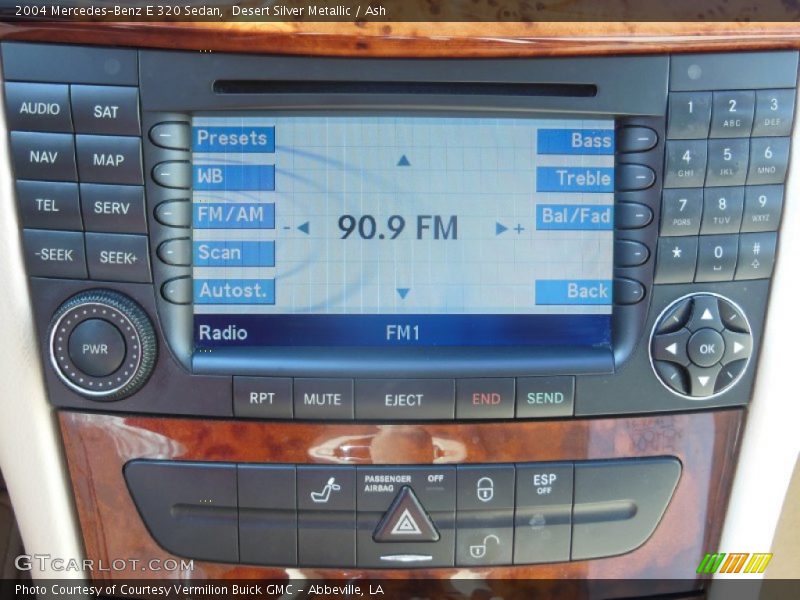 2004 Mercedes-Benz E 320 Sedan, Desert Silver Metallic / Ash
AUDIO SAT
NAV MAP
TEL SERV
-SEEK SEEK+
PWR
Presets
WB
FM/AM
Scan
Autost.
- 90.9 FM +
Bass
Treble
Bal/Fad
Back
Radio FM1
1 2 ABC 3 DEF
4 GHI 5 JKL 6 MNO
7 PQRS 8 TUV 9 WXYZ
* 0 #
OK
RPT MUTE EJECT END SEND
PASSENGER AIRBAG OFF
ESP OFF
GTCARLOT.COM
Photo Courtesy of Courtesy Vermilion Buick GMC - Abbeville, LA